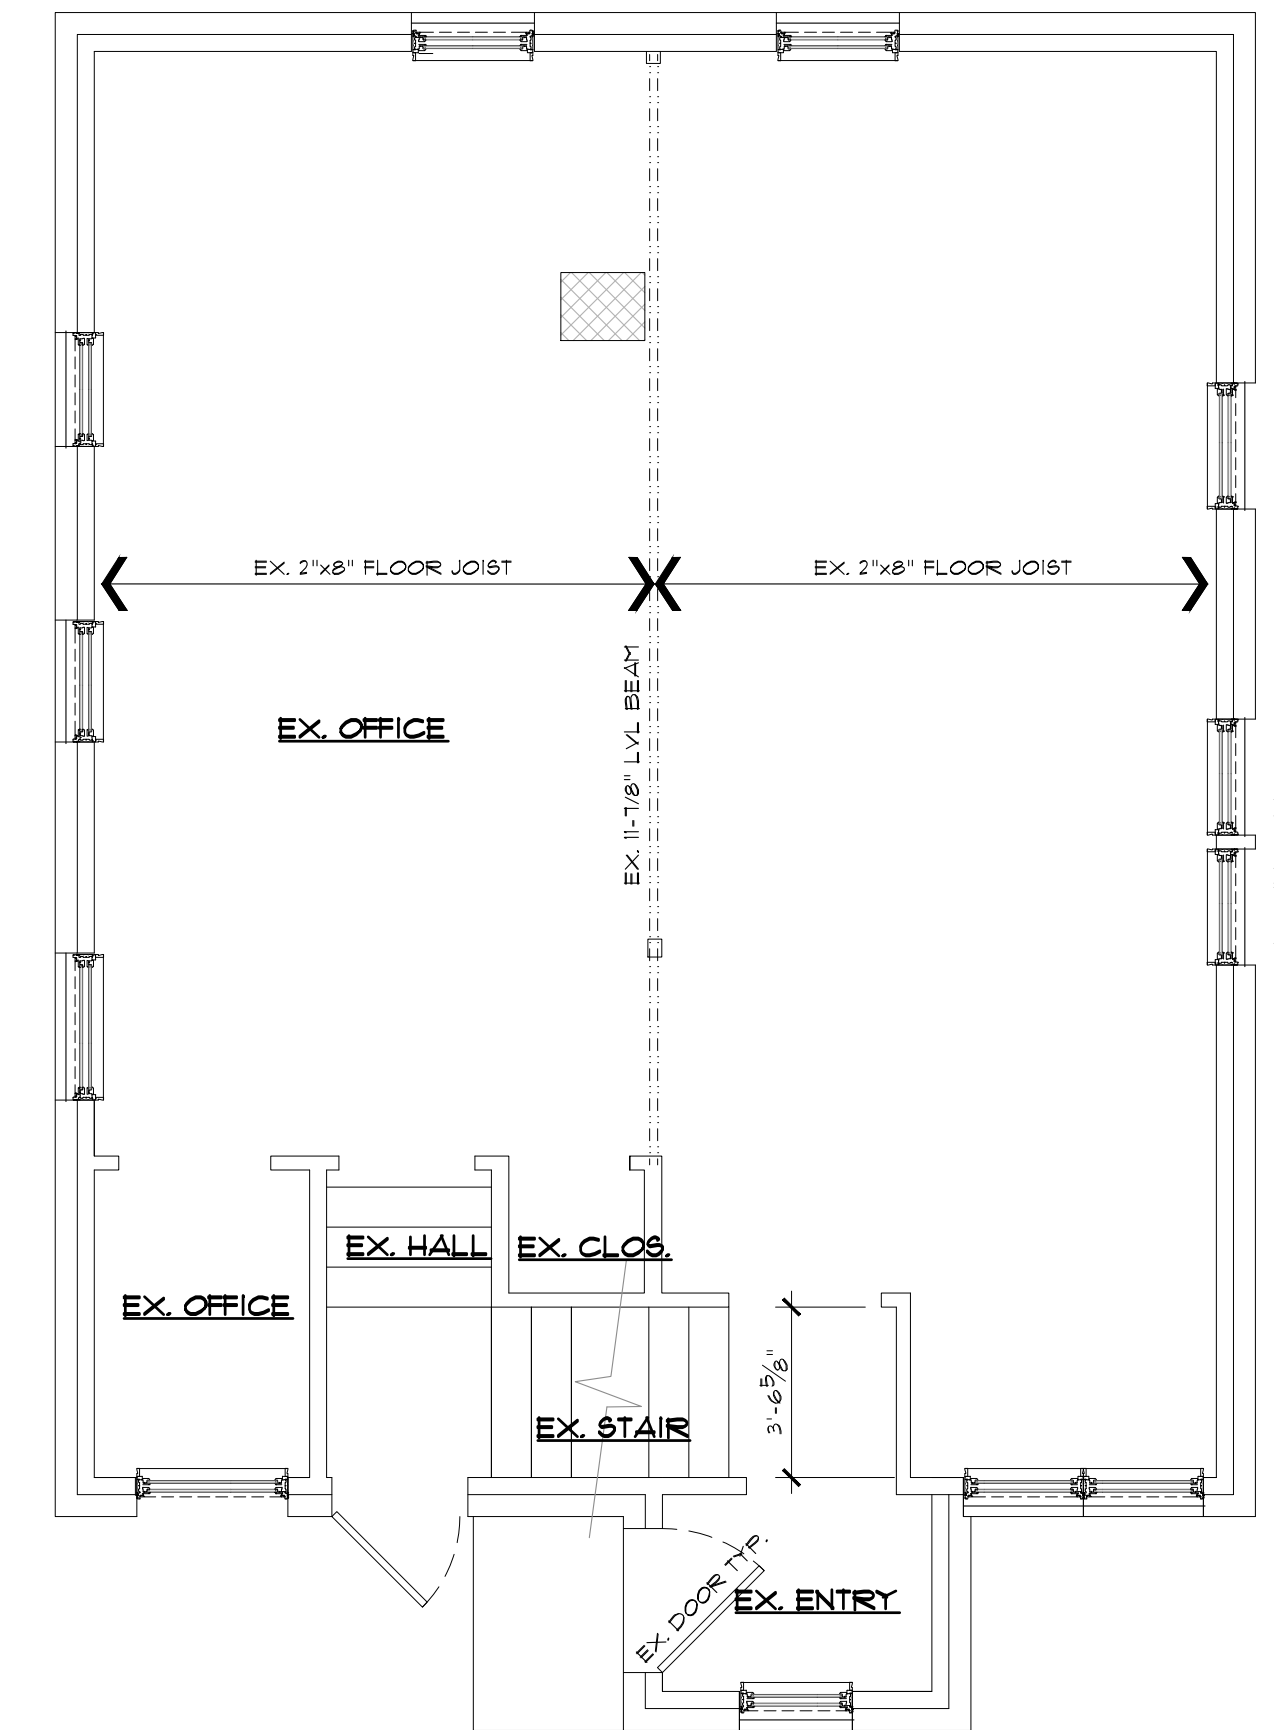 EX. 2"x8" FLOOR JOIST
EX. 2"x8" FLOOR JOIST
EX. 11-7/8" LVL BEAM
EX. OFFICE
EX. HALL
EX. CLOS.
EX. OFFICE
3'-6 5/8"
EX. STAIR
EX. DOOR TYP.
EX. ENTRY